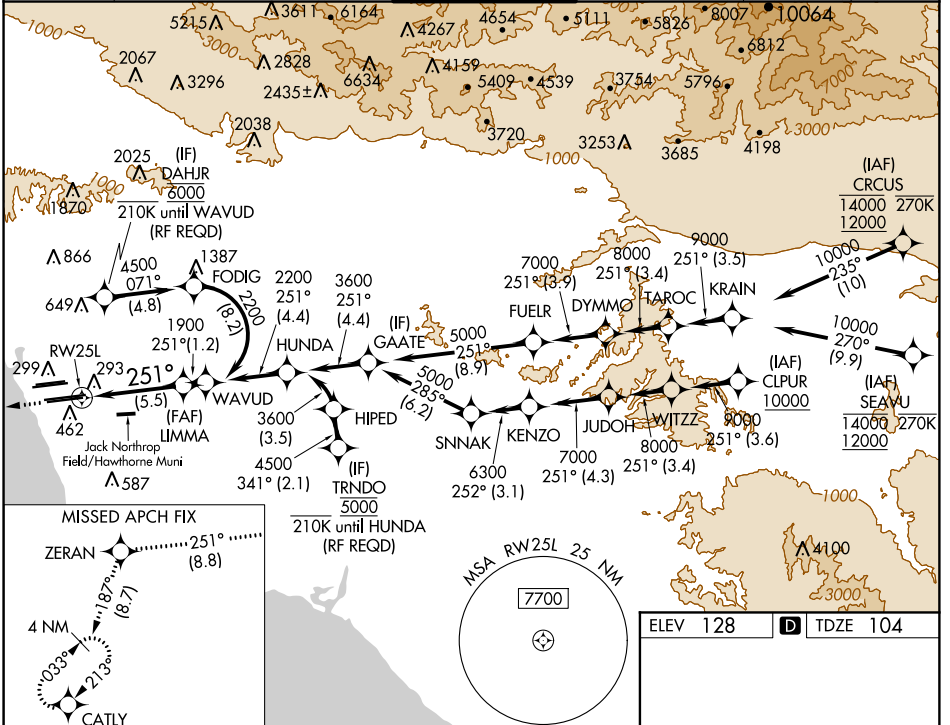 1000
5215
3611
6164
4654
5111
5826
8007
10064
3000
4267
6812
2067
2828
4159
3296
6634
5409
4539
3754
5796
7000
2435±
3000
2038
3720
1000
3253
3685
4198
2025
1000
1870
(IF)
DAHJR
6000
210K until WAVUD
(RF REQD)
(IAF)
CRCUS
14000 270K
12000
866
4500
071°
(4.8)
1387
FODIG
2200
(8.2)
649
2200
251°
(4.4)
3600
251°
(4.4)
7000
251° (3.9)
8000
251° (3.4)
9000
251° (3.5)
10000
235°
(10)
FUELR
DYMMO
TAROC
KRAIN
1900
251° (1.2)
HUNDA
(IF)
GAATE
5000
251°
(8.9)
10000
270°
(9.9)
RW25L
299
293
251°
(5.5)
WAVUD
(FAF)
LIMMA
5000
285°
(6.2)
(IAF)
CLPUR
10000
(IAF)
SEAVU
14000 270K
12000
462
Jack Northrop
Field/Hawthorne Muni
587
3600
(3.5)
HIPED
4500
341° (2.1)
SNNAK
KENZO
JUDOH
WITZZ
6300
252° (3.1)
7000
251° (4.3)
8000
251° (3.4)
9000
251° (3.6)
(IF)
TRNDO
5000
210K until HUNDA
(RF REQD)
1000
4100
3000
MISSED APCH FIX
ZERAN
251°
(8.8)
187°
(8.7)
4 NM
033°
213°
CATLY
MSA RW25L 25 NM
7700
ELEV 128 D TDZE 104